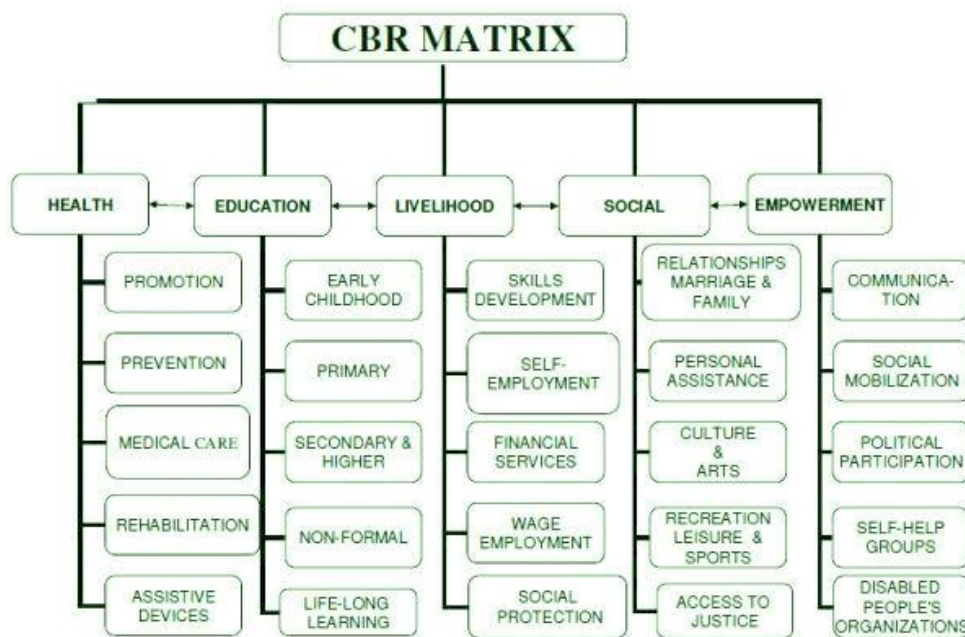 CBR MATRIX
HEALTH
EDUCATION
LIVELIHOOD
SOCIAL
EMPOWERMENT
PROMOTION
PREVENTION
MEDICAL CARE
REHABILITATION
ASSISTIVE
DEVICES
EARLY
CHILDHOOD
PRIMARY
SECONDARY &
HIGHER
NON-FORMAL
LIFE-LONG
LEARNING
SKILLS
DEVELOPMENT
SELF-
EMPLOYMENT
FINANCIAL
SERVICES
WAGE
EMPLOYMENT
SOCIAL
PROTECTION
RELATIONSHIPS
MARRIAGE &
FAMILY
PERSONAL
ASSISTANCE
CULTURE
&
ARTS
RECREATION
LEISURE &
SPORTS
ACCESS TO
JUSTICE
COMMUNICA-
TION
SOCIAL
MOBILIZATION
POLITICAL
PARTICIPATION
SELF-HELP
GROUPS
DISABLED
PEOPLE'S
ORGANIZATIONS